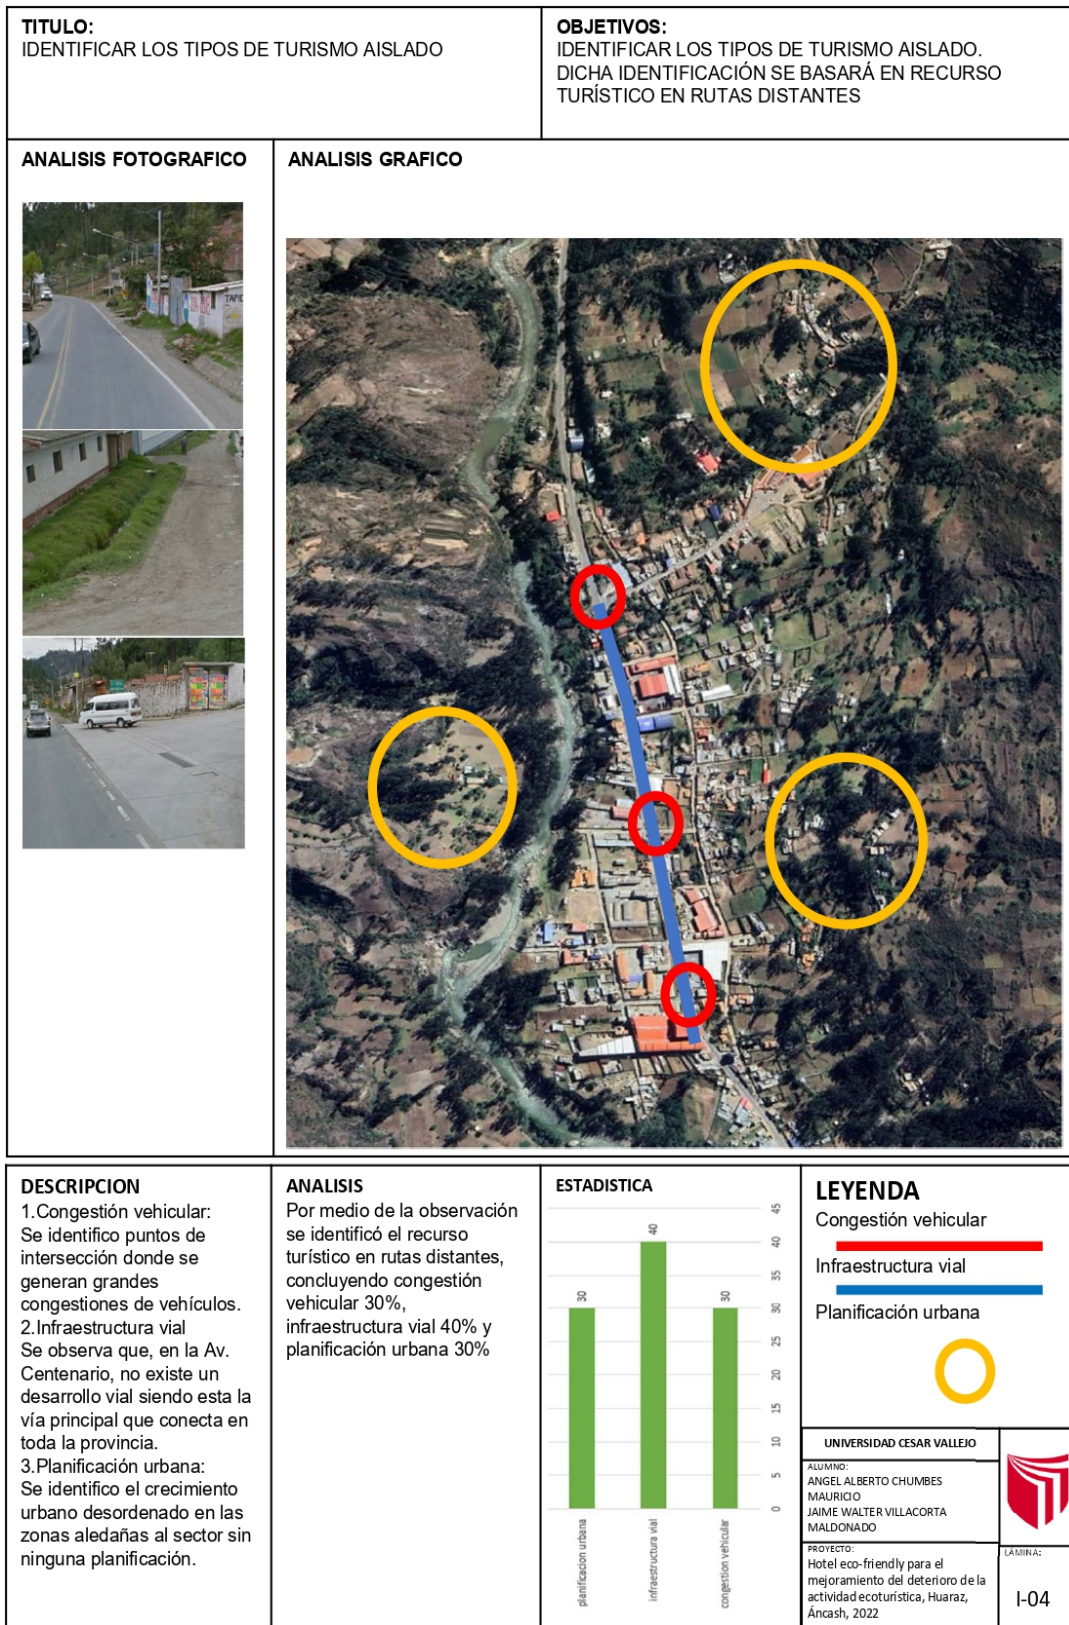 TITULO:
IDENTIFICAR LOS TIPOS DE TURISMO AISLADO
OBJETIVOS:
IDENTIFICAR LOS TIPOS DE TURISMO AISLADO.
DICHA IDENTIFICACIÓN SE BASARÁ EN RECURSO
TURÍSTICO EN RUTAS DISTANTES
ANALISIS FOTOGRAFICO
ANALISIS GRAFICO
DESCRIPCION
1.Congestión vehicular:
Se identifico puntos de
intersección donde se
generan grandes
congestiones de vehículos.
2.Infraestructura vial
Se observa que, en la Av.
Centenario, no existe un
desarrollo vial siendo esta la
vía principal que conecta en
toda la provincia.
3.Planificación urbana:
Se identifico el crecimiento
urbano desordenado en las
zonas aledañas al sector sin
ninguna planificación.
ANALISIS
Por medio de la observación
se identificó el recurso
turístico en rutas distantes,
concluyendo congestión
vehicular 30%,
infraestructura vial 40% y
planificación urbana 30%
ESTADISTICA
45
40
35
30
25
20
15
10
5
0
30
40
30
planificacion urbana
infraestructura vial
congestion vehicular
LEYENDA
Congestión vehicular
Infraestructura vial
Planificación urbana
UNIVERSIDAD CESAR VALLEJO
ALUMNO:
ANGEL ALBERTO CHUMBES
MAURICIO
JAIME WALTER VILLACORTA
MALDONADO
PROYECTO:
Hotel eco-friendly para el
mejoramiento del deterioro de la
actividad ecoturística, Huaraz,
Áncash, 2022
LÁMINA:
I-04